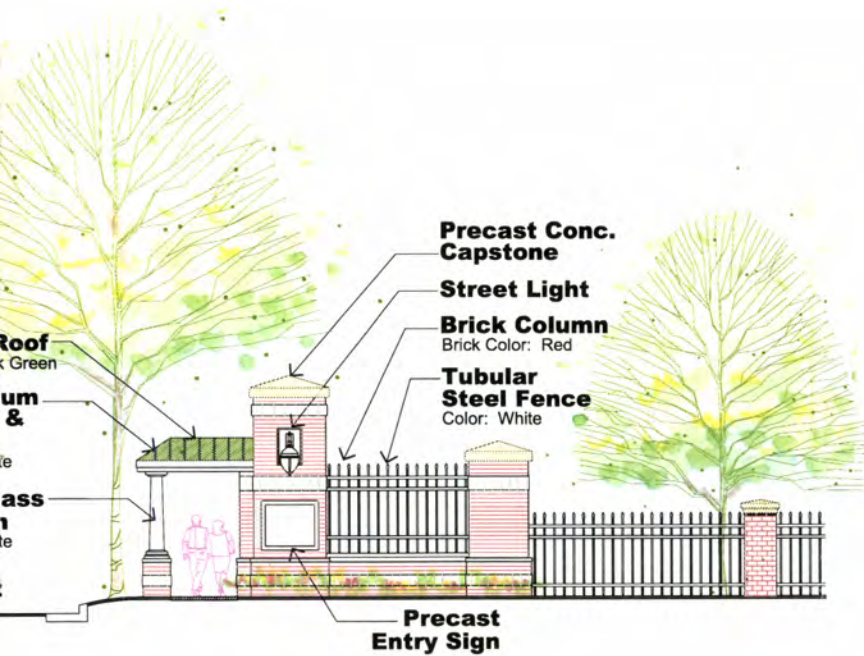 Precast Conc.
Capstone
Street Light
Brick Column
Brick Color: Red
Tubular
Steel Fence
Color: White
Roof
Green
&
Precast
Entry Sign